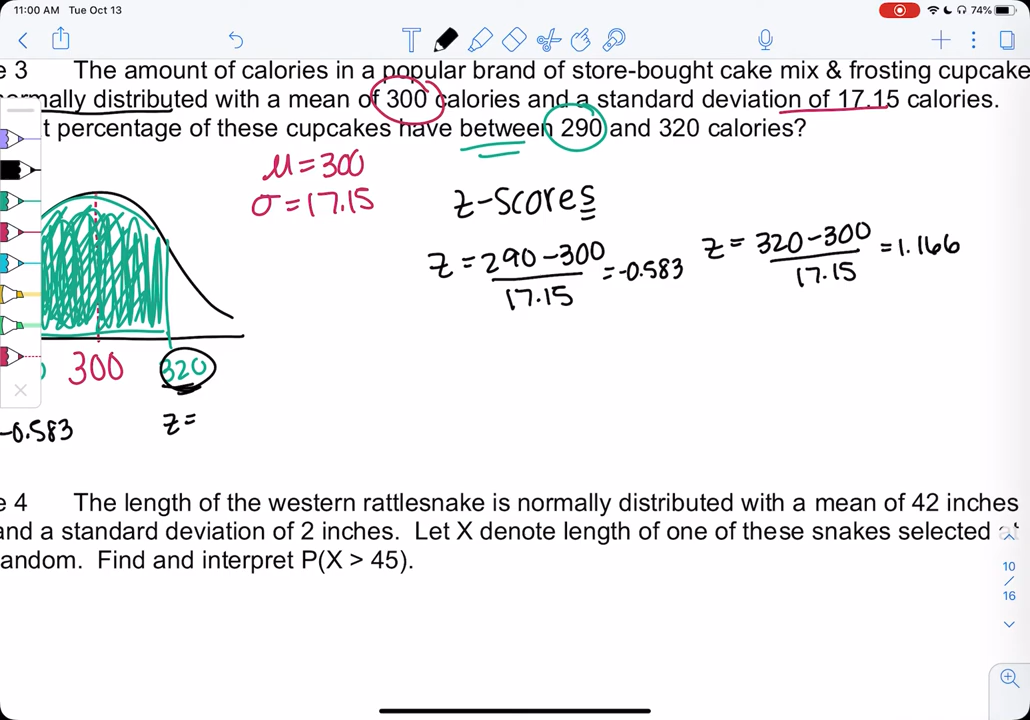 11:00 AM Tue Oct 13
74%
e 3 The amount of calories in a popular brand of store-bought cake mix & frosting cupcake
rmally distributed with a mean of 300 calories and a standard deviation of 17.15 calories.
t percentage of these cupcakes have between 290 and 320 calories?
μ = 300
σ = 17.15
z-scores
z = 290 - 300 / 17.15 = -0.583
z = 320 - 300 / 17.15 = 1.166
300
320
-0.583
z =
e 4 The length of the western rattlesnake is normally distributed with a mean of 42 inches
and a standard deviation of 2 inches. Let X denote length of one of these snakes selected at
andom. Find and interpret P(X > 45).
10
/
16